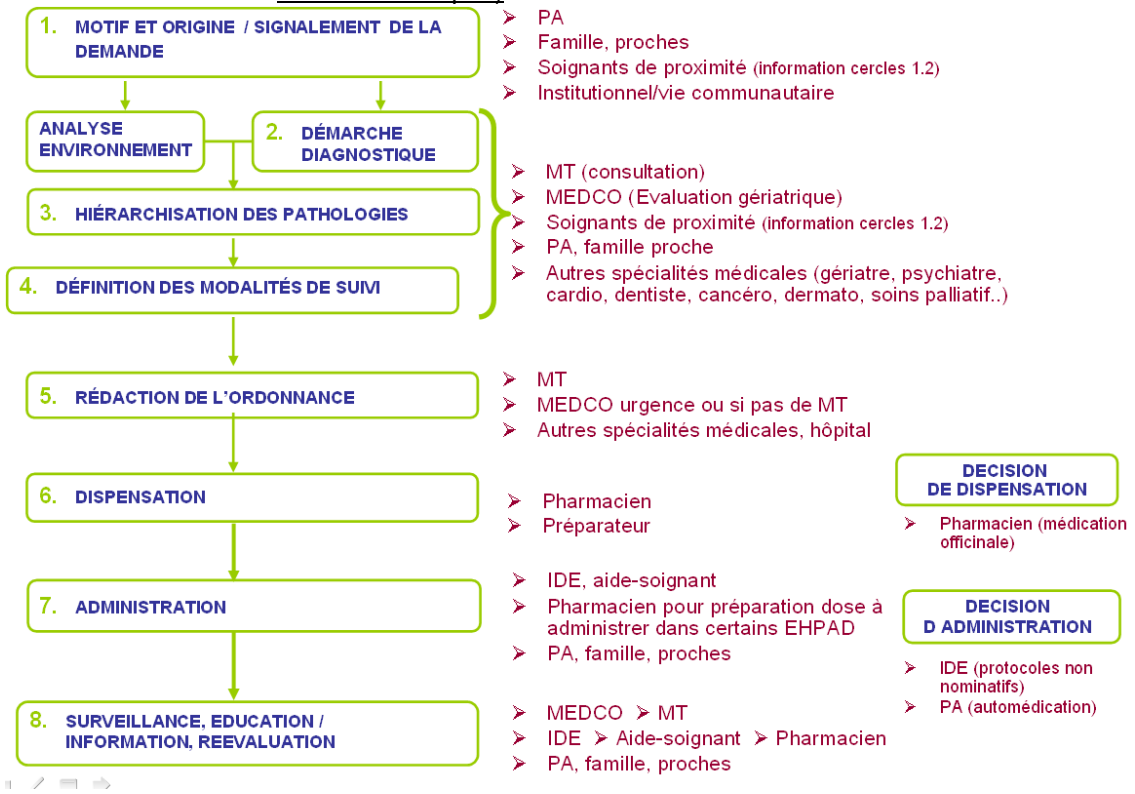 1. MOTIF ET ORIGINE / SIGNALEMENT DE LA
DEMANDE
➢ PA
➢ Famille, proches
➢ Soignants de proximité (information cercles 1.2)
➢ Institutionnel/vie communautaire
ANALYSE
ENVIRONNEMENT
2. DÉMARCHE
DIAGNOSTIQUE
3. HIÉRARCHISATION DES PATHOLOGIES
4. DÉFINITION DES MODALITÉS DE SUIVI
➢ MT (consultation)
➢ MEDCO (Evaluation gériatrique)
➢ Soignants de proximité (information cercles 1.2)
➢ PA, famille proche
➢ Autres spécialités médicales (gériatre, psychiatre,
cardio, dentiste, cancéro, dermato, soins palliatif..)
5. RÉDACTION DE L'ORDONNANCE
➢ MT
➢ MEDCO urgence ou si pas de MT
➢ Autres spécialités médicales, hôpital
6. DISPENSATION
➢ Pharmacien
➢ Préparateur
DECISION
DE DISPENSATION
➢ Pharmacien (médication
officinale)
7. ADMINISTRATION
➢ IDE, aide-soignant
➢ Pharmacien pour préparation dose à
administrer dans certains EHPAD
➢ PA, famille, proches
DECISION
D ADMINISTRATION
➢ IDE (protocoles non
nominatifs)
➢ PA (automédication)
8. SURVEILLANCE, EDUCATION /
INFORMATION, REEVALUATION
➢ MEDCO ➢ MT
➢ IDE ➢ Aide-soignant ➢ Pharmacien
➢ PA, famille, proches